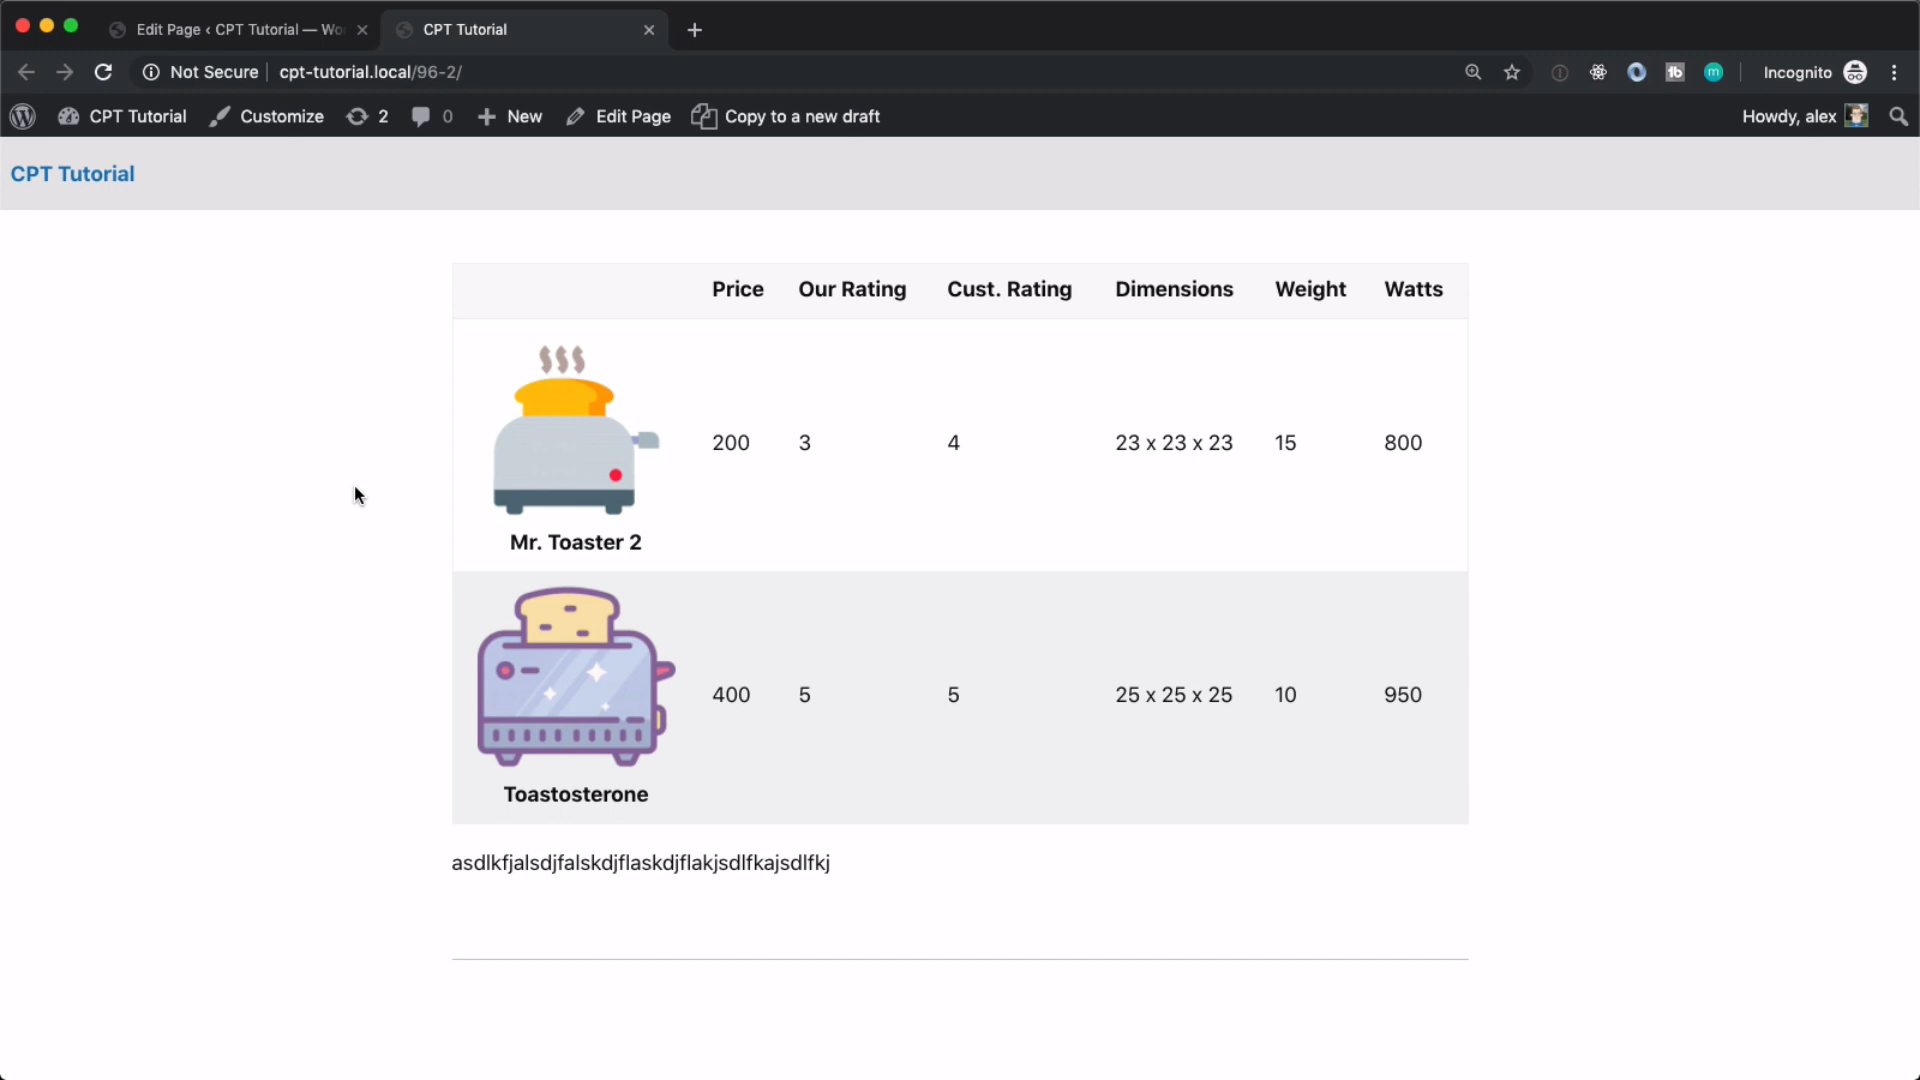 Edit Page ‹ CPT Tutorial — Wo
CPT Tutorial
Not Secure cpt-tutorial.local/96-2/
Incognito
CPT Tutorial Customize 2 0 New Edit Page Copy to a new draft
Howdy, alex
CPT Tutorial
Price Our Rating Cust. Rating Dimensions Weight Watts
200 3 4 23 x 23 x 23 15 800
Mr. Toaster 2
400 5 5 25 x 25 x 25 10 950
Toastosterone
asdlkfjalsdjfalskdjflaskdjflakjsdlfkajsdlfkj